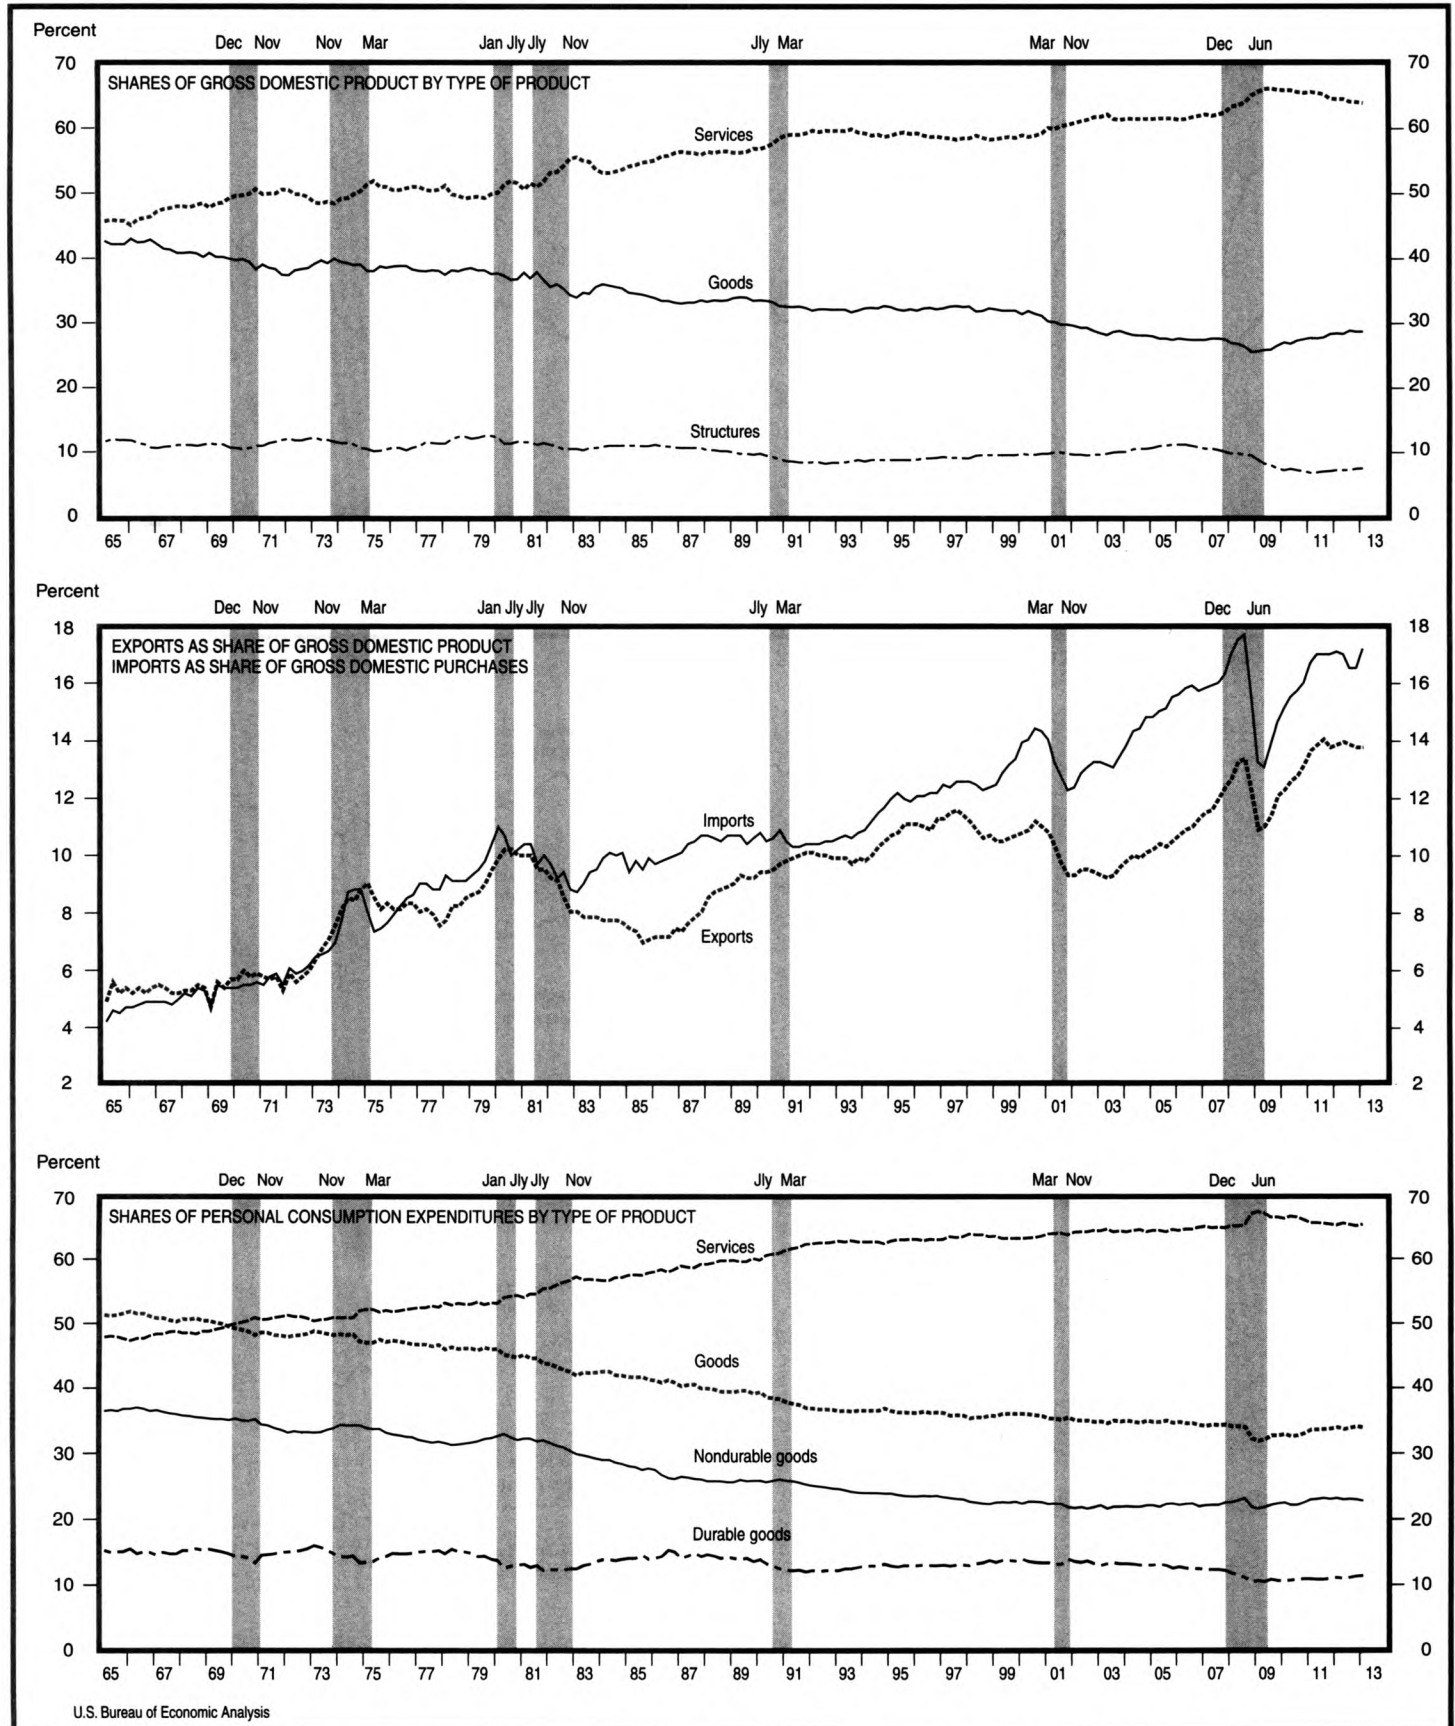 Percent
Dec Nov Nov Mar Jan Jly Jly Nov Jly Mar Mar Nov Dec Jun
70 70
SHARES OF GROSS DOMESTIC PRODUCT BY TYPE OF PRODUCT
60 Services 60
50 50
40 40
Goods
30 30
20 20
Structures
10 10
0 0
65 67 69 71 73 75 77 79 81 83 85 87 89 91 93 95 97 99 01 03 05 07 09 11 13
Percent
Dec Nov Nov Mar Jan Jly Jly Nov Jly Mar Mar Nov Dec Jun
18 18
EXPORTS AS SHARE OF GROSS DOMESTIC PRODUCT
IMPORTS AS SHARE OF GROSS DOMESTIC PURCHASES
16 16
14 14
12 12
Imports
10 10
8 8
Exports
6 6
4 4
2 2
65 67 69 71 73 75 77 79 81 83 85 87 89 91 93 95 97 99 01 03 05 07 09 11 13
Percent
Dec Nov Nov Mar Jan Jly Jly Nov Jly Mar Mar Nov Dec Jun
70 70
SHARES OF PERSONAL CONSUMPTION EXPENDITURES BY TYPE OF PRODUCT
Services
60 60
50 50
Goods
40 40
Nondurable goods
30 30
20 20
Durable goods
10 10
0 0
65 67 69 71 73 75 77 79 81 83 85 87 89 91 93 95 97 99 01 03 05 07 09 11 13
U.S. Bureau of Economic Analysis